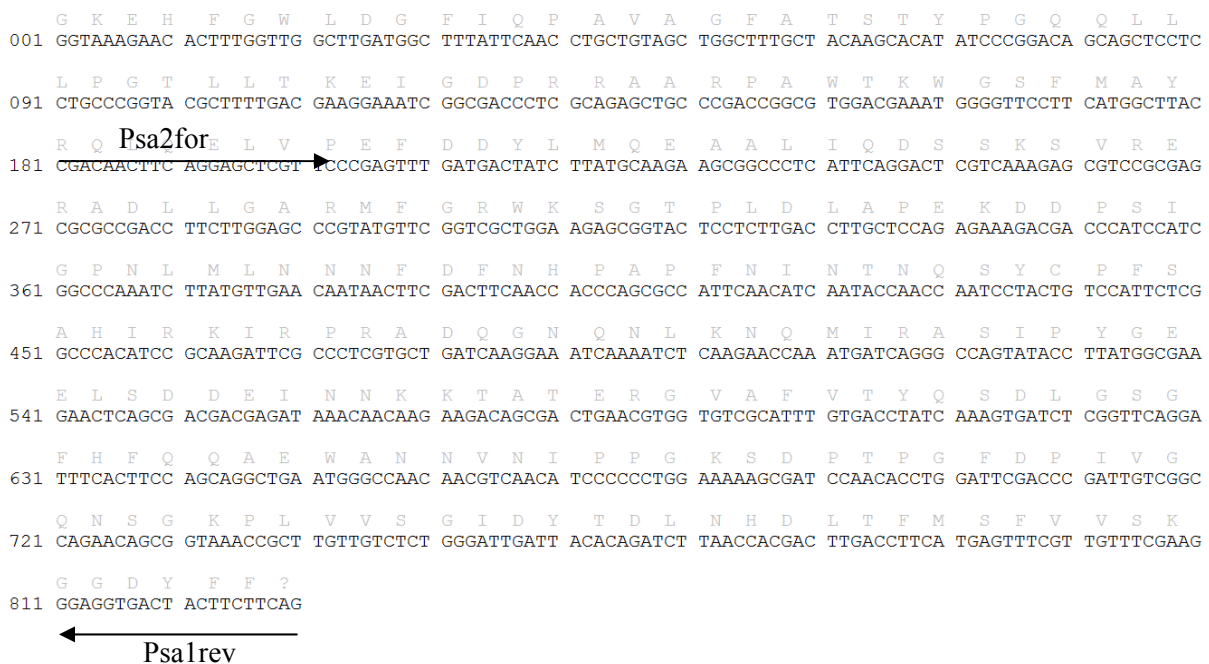 G K E H F G W L D G F I Q P A V A G F A T S T Y P G Q Q L L
001 GGTAAAGAAC ACTTTGGTTG GCTTGATGGC TTTATTCAAC CTGCTGTAGC TGGCTTTGCT ACAAGCACAT ATCCCGGACA GCAGCTCCTC
L P G T L L T K E I G D P R R A A R P A W T K W G S F M A Y
091 CTGCCCGGTA CGCTTTTGAC GAAGGAAATC GGCGACCCTC GCAGAGCTGC CCGACCGGCG TGGACGAAAT GGGGTTCCTT CATGGCTTAC
Psa2for
R Q L Q E L V P E F D D Y L M Q E A A L I Q D S S K S V R E
181 CGACAACTTC AGGAGCTCGT TCCCGAGTTT GATGACTATC TTATGCAAGA AGCGGCCCTC ATTCAGGACT CGTCAAAGAG CGTCCGCGAG
R A D L L G A R M F G R W K S G T P L D L A P E K D D P S I
271 CGCGCCGACC TTCTTGGAGC CCGTATGTTC GGTCGCTGGA AGAGCGGTAC TCCTCTTGAC CTTGCTCCAG AGAAAGACGA CCCATCCATC
G P N L M L N N N F D F N H P A P F N I N T N Q S Y C P F S
361 GGCCCAAATC TTATGTTGAA CAATAACTTC GACTTCAACC ACCCAGCGCC ATTCAACATC AATACCAACC AATCCTACTG TCCATTCTCG
A H I R K I R P R A D Q G N Q N L K N Q M I R A S I P Y G E
451 GCCCACATCC GCAAGATTCG CCCTCGTGCT GATCAAGGAA ATCAAAATCT CAAGAACCAA ATGATCAGGG CCAGTATACC TTATGGCGAA
E L S D D E I N N K K T A T E R G V A F V T Y Q S D L G S G
541 GAACTCAGCG ACGACGAGAT AAACAACAAG AAGACAGCGA CTGAACGTGG TGTCGCATTT GTGACCTATC AAAGTGATCT CGGTTCAGGA
F H F Q Q A E W A N N V N I P P G K S D P T P G F D P I V G
631 TTTCACTTCC AGCAGGCTGA ATGGGCCAAC AACGTCAACA TCCCCCCTGG AAAAAGCGAT CCAACACCTG GATTCGACCC GATTGTCGGC
Q N S G K P L V V S G I D Y T D L N H D L T F M S F V V S K
721 CAGAACAGCG GTAAACCGCT TGTTGTCTCT GGGATTGATT ACACAGATCT TAACCACGAC TTGACCTTCA TGAGTTTCGT TGTTTCGAAG
G G D Y F F ?
811 GGAGGTGACT ACTTCTTCAG
Psa1rev